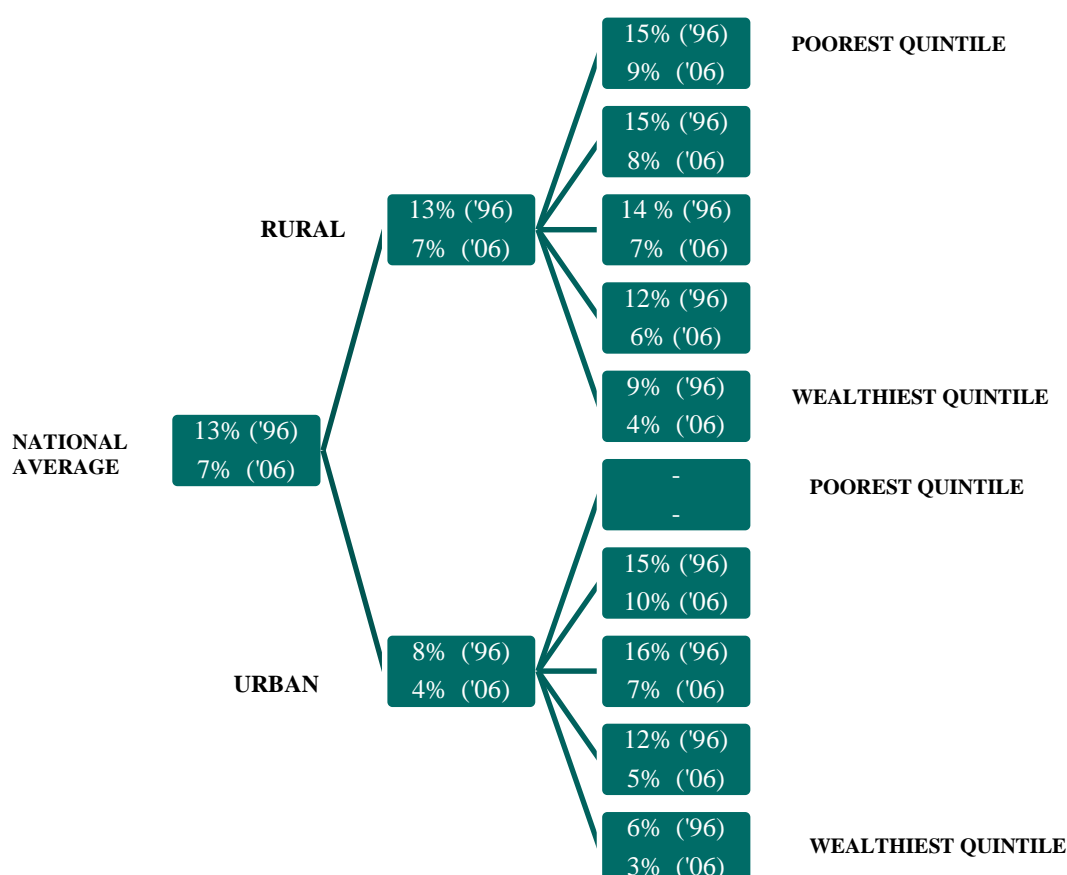 15% ('96)
9% ('06)
POOREST QUINTILE
15% ('96)
8% ('06)
RURAL
13% ('96)
7% ('06)
14 % ('96)
7% ('06)
12% ('96)
6% ('06)
9% ('96)
4% ('06)
WEALTHIEST QUINTILE
NATIONAL
AVERAGE
13% ('96)
7% ('06)
-
-
POOREST QUINTILE
15% ('96)
10% ('06)
URBAN
8% ('96)
4% ('06)
16% ('96)
7% ('06)
12% ('96)
5% ('06)
6% ('96)
3% ('06)
WEALTHIEST QUINTILE